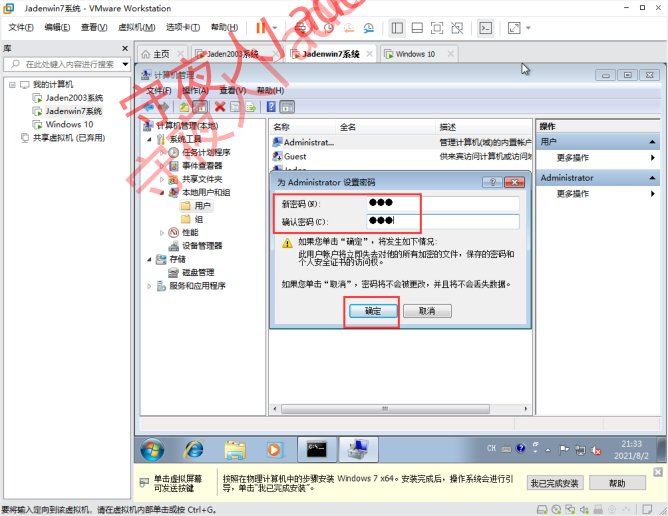 Jadenwin7系统 - VMware Workstation
文件(F) 编辑(E) 查看(V) 虚拟机(M) 选项卡(T) 帮助(H)
库
在此处键入内容进行搜索
我的计算机
Jaden2003系统
Jadenwin7系统
Windows 10
共享虚拟机 (已弃用)
主页 Jaden2003系统 Jadenwin7系统 Windows 10
计算机管理
文件(F) 操作(A) 查看(V) 帮助(H)
计算机管理(本地)
系统工具
任务计划程序
事件查看器
共享文件夹
本地用户和组
用户
组
性能
设备管理器
存储
磁盘管理
服务和应用程序
名称 全名 描述
Administrat... 管理计算机(域)的内置帐户
Guest 供来宾访问计算机或访问域
Jaden
操作
用户
更多操作
Administrator
更多操作
为 Administrator 设置密码
新密码(N):
确认密码(C):
如果您单击“确定”，将发生如下情况:
此用户帐户将立即失去对他的所有加密的文件，保存的密码和
个人安全证书的访问权。
如果您单击“取消”，密码将不会被更改，并且将不会丢失数据。
确定 取消
CH 21:33
2021/8/2
单击虚拟屏幕
可发送按键
按照在物理计算机中的步骤安装 Windows 7 x64。安装完成后，操作系统会进行引
导，单击“我已完成安装”。
我已完成安装 帮助
要将输入定向到该虚拟机，请在虚拟机内部单击或按 Ctrl+G。
守夜人Jaden